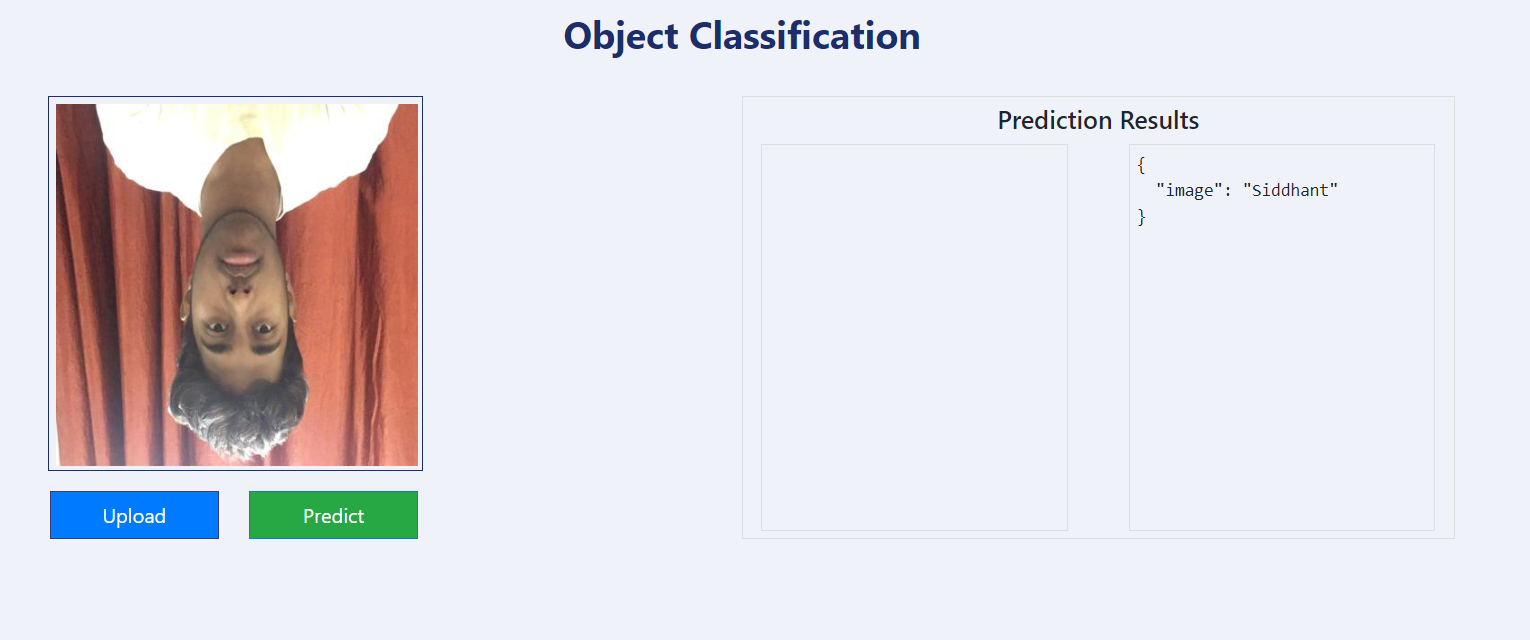 Object Classification
Upload
Predict
Prediction Results
{
  "image": "Siddhant"
}